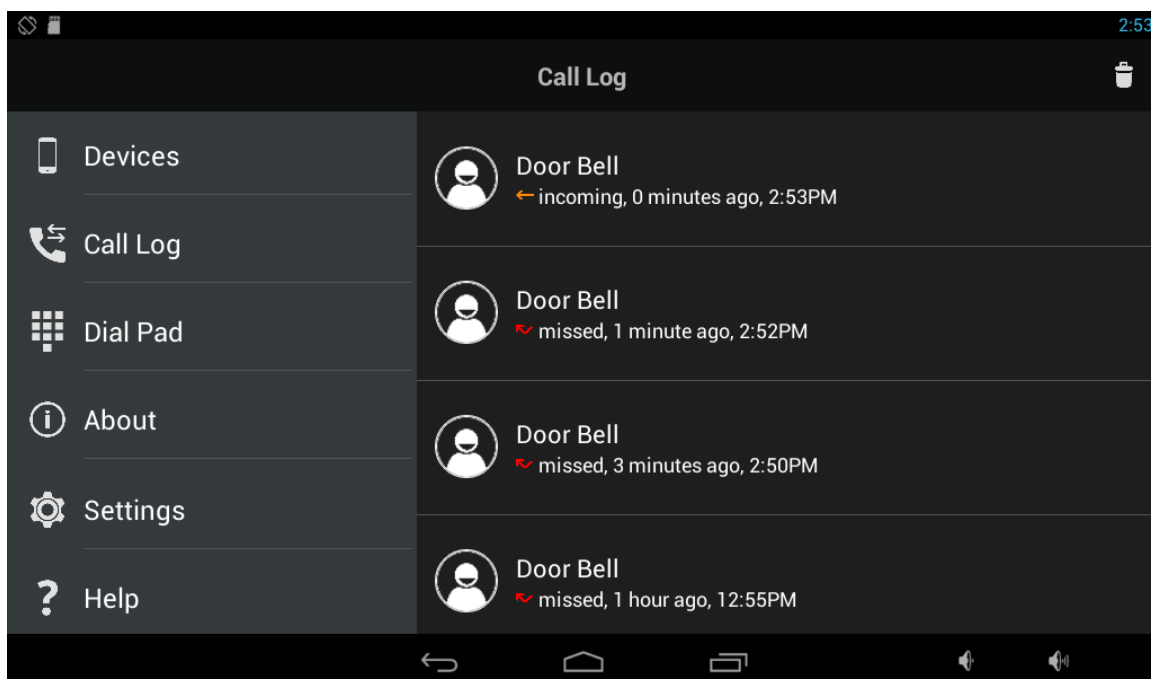 2:53
Call Log
Devices
Call Log
Dial Pad
About
Settings
Help
Door Bell
incoming, 0 minutes ago, 2:53PM
Door Bell
missed, 1 minute ago, 2:52PM
Door Bell
missed, 3 minutes ago, 2:50PM
Door Bell
missed, 1 hour ago, 12:55PM